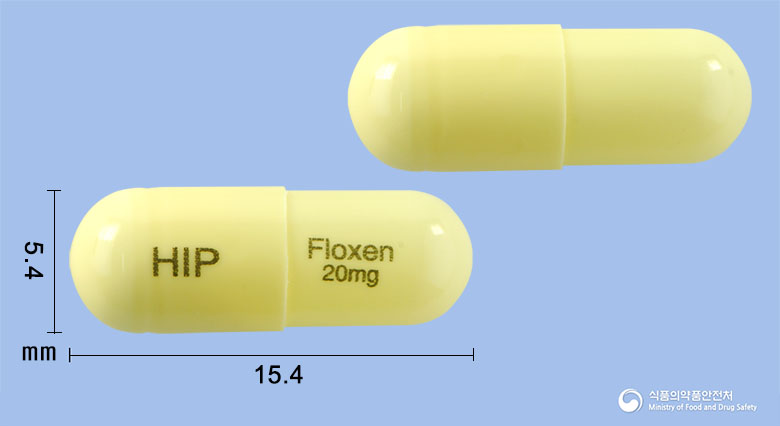 HIP
Floxen
20mg
5.4
mm
15.4
식품의약품안전처
Ministry of Food and Drug Safety